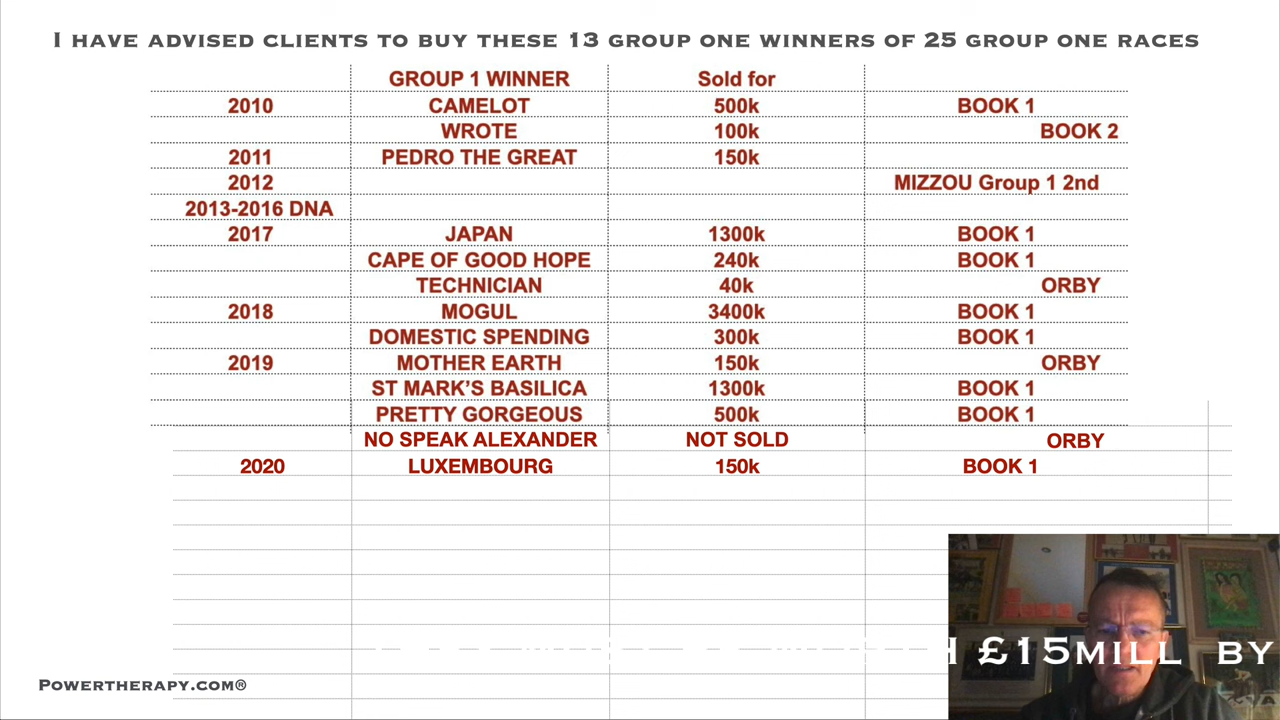 I HAVE ADVISED CLIENTS TO BUY THESE 13 GROUP ONE WINNERS OF 25 GROUP ONE RACES
GROUP 1 WINNER Sold for
2010 CAMELOT 500k BOOK 1
WROTE 100k BOOK 2
2011 PEDRO THE GREAT 150k
2012 MIZZOU Group 1 2nd
2013-2016 DNA
2017 JAPAN 1300k BOOK 1
CAPE OF GOOD HOPE 240k BOOK 1
TECHNICIAN 40k ORBY
2018 MOGUL 3400k BOOK 1
DOMESTIC SPENDING 300k BOOK 1
2019 MOTHER EARTH 150k ORBY
ST MARK'S BASILICA 1300k BOOK 1
PRETTY GORGEOUS 500k BOOK 1
NO SPEAK ALEXANDER NOT SOLD ORBY
2020 LUXEMBOURG 150k BOOK 1
£15MILL BY
POWERTHERAPY.COM®